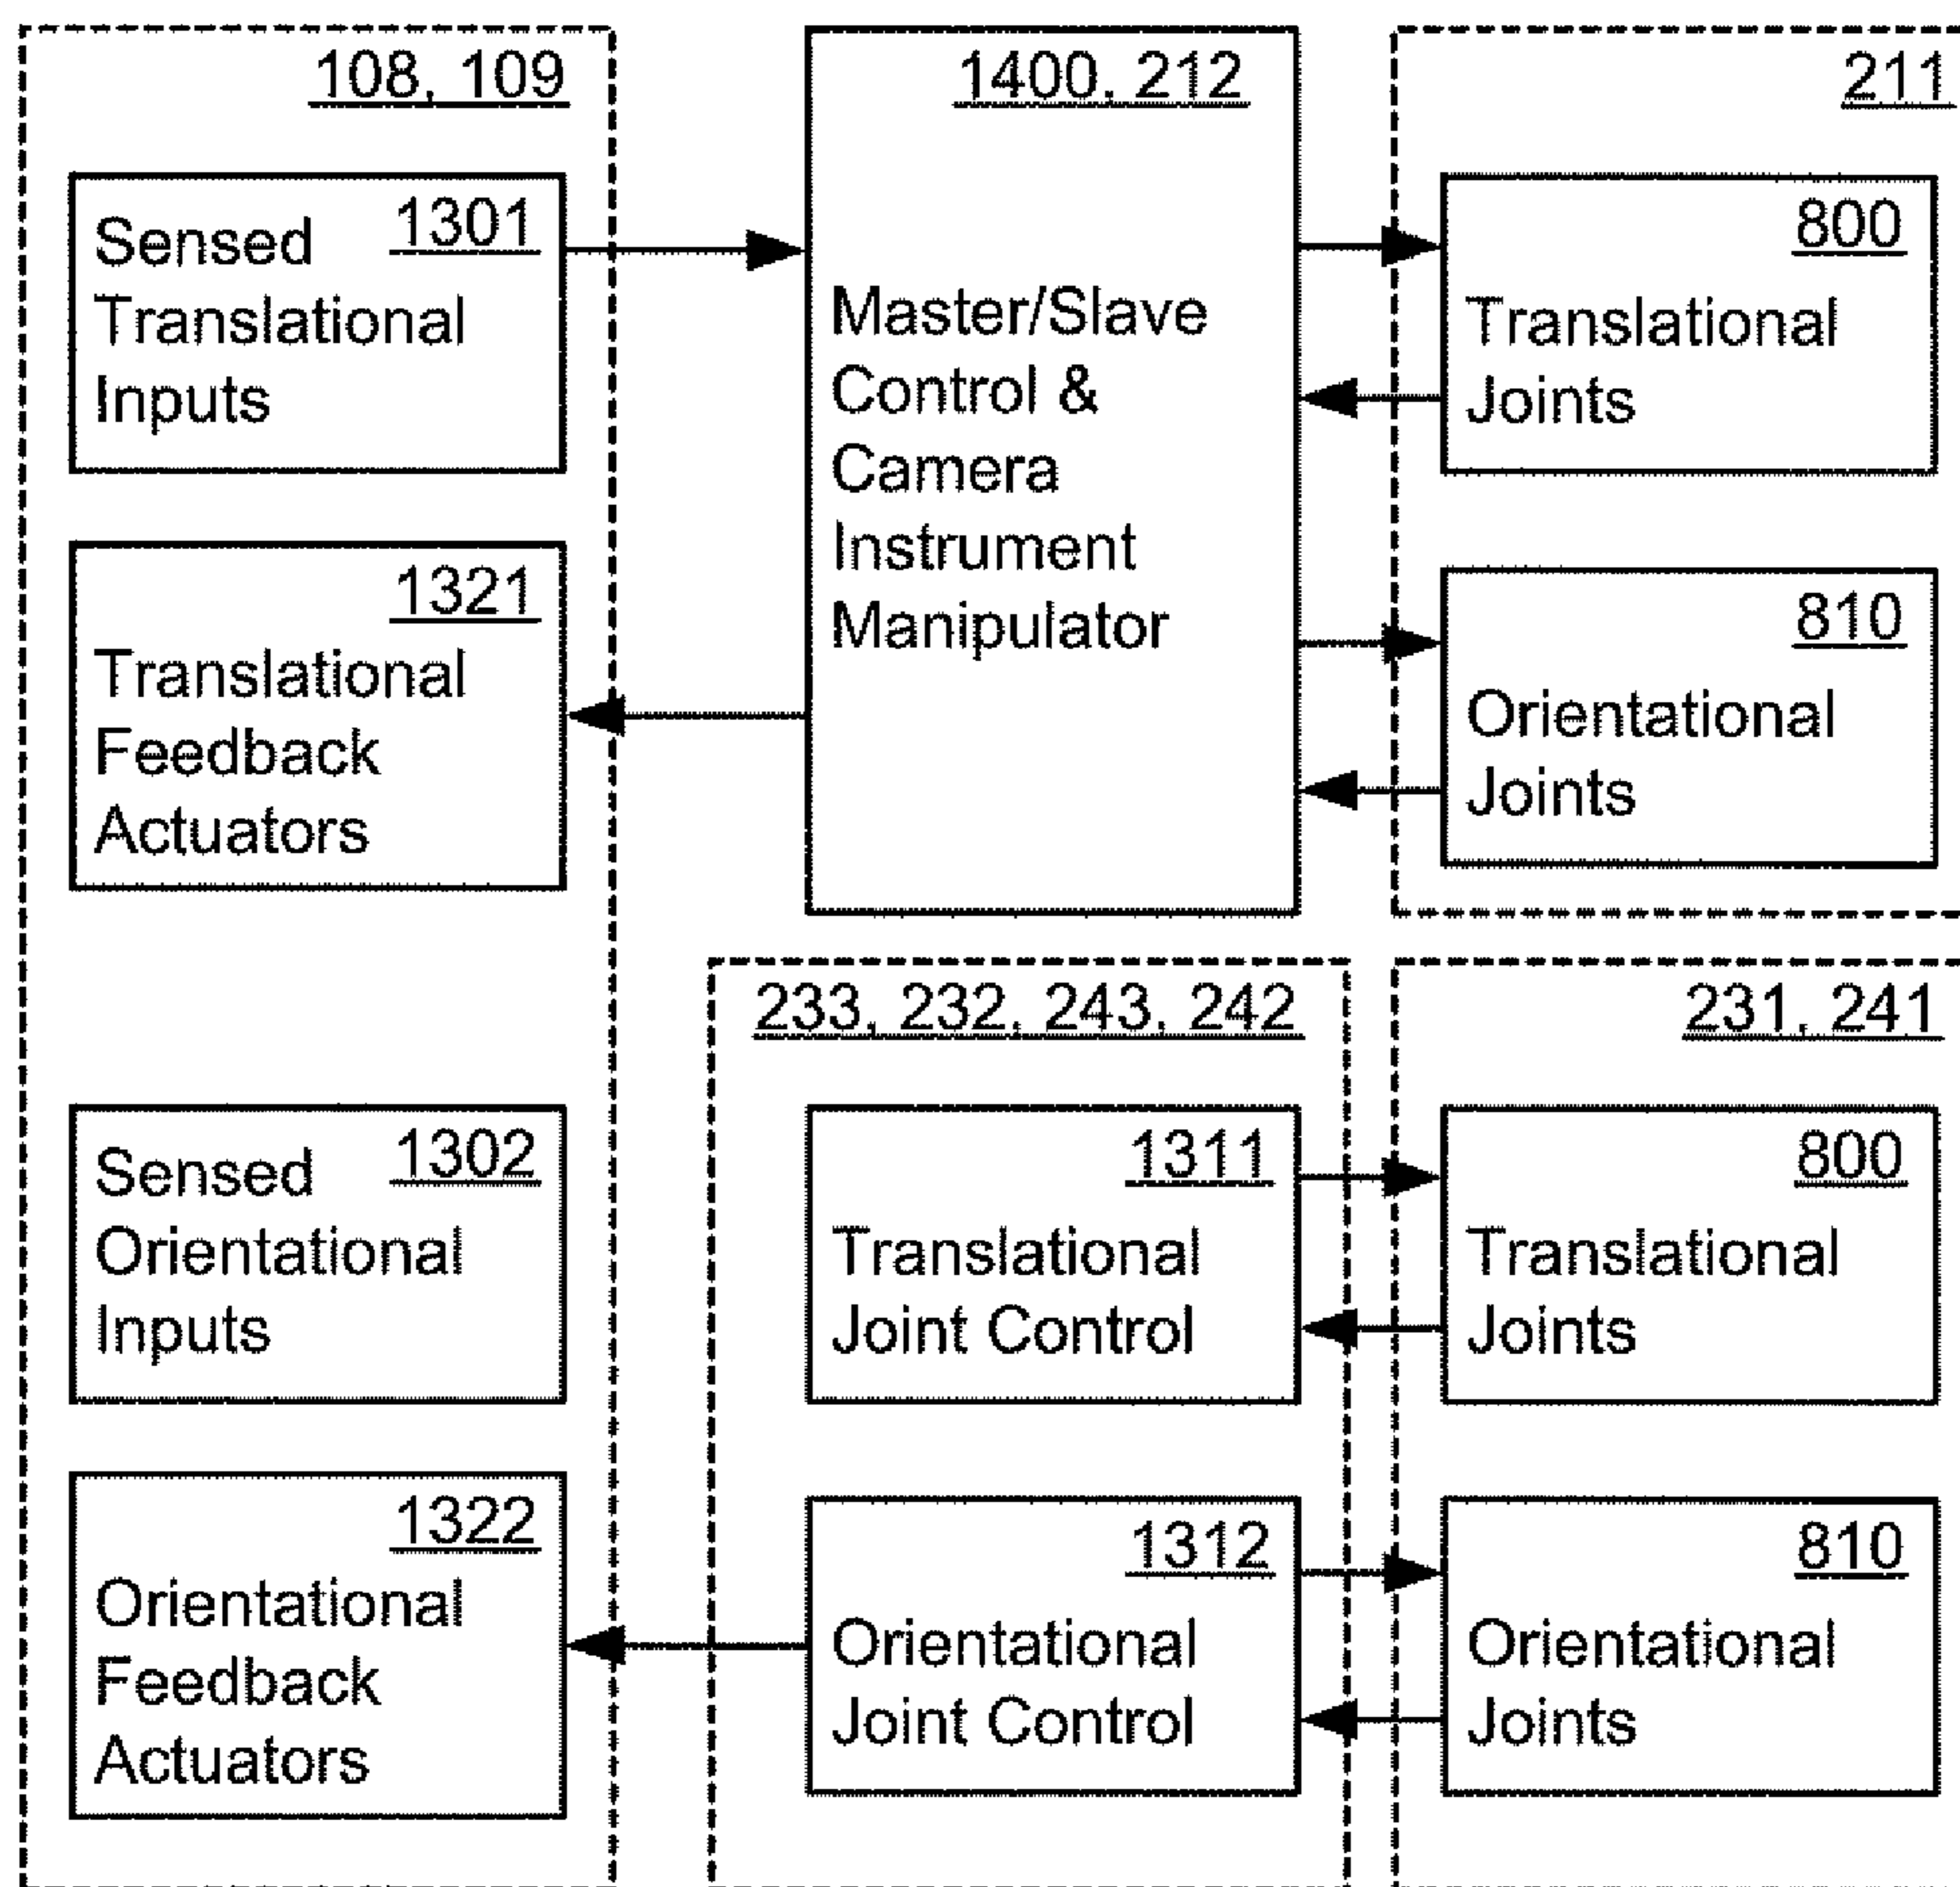 108, 109
1301
Sensed
Translational
Inputs
1321
Translational
Feedback
Actuators
1302
Sensed
Orientational
Inputs
1322
Orientational
Feedback
Actuators
1400, 212
Master/Slave
Control &
Camera
Instrument
Manipulator
233, 232, 243, 242
1311
Translational
Joint Control
1312
Orientational
Joint Control
211
800
Translational
Joints
810
Orientational
Joints
231, 241
800
Translational
Joints
810
Orientational
Joints